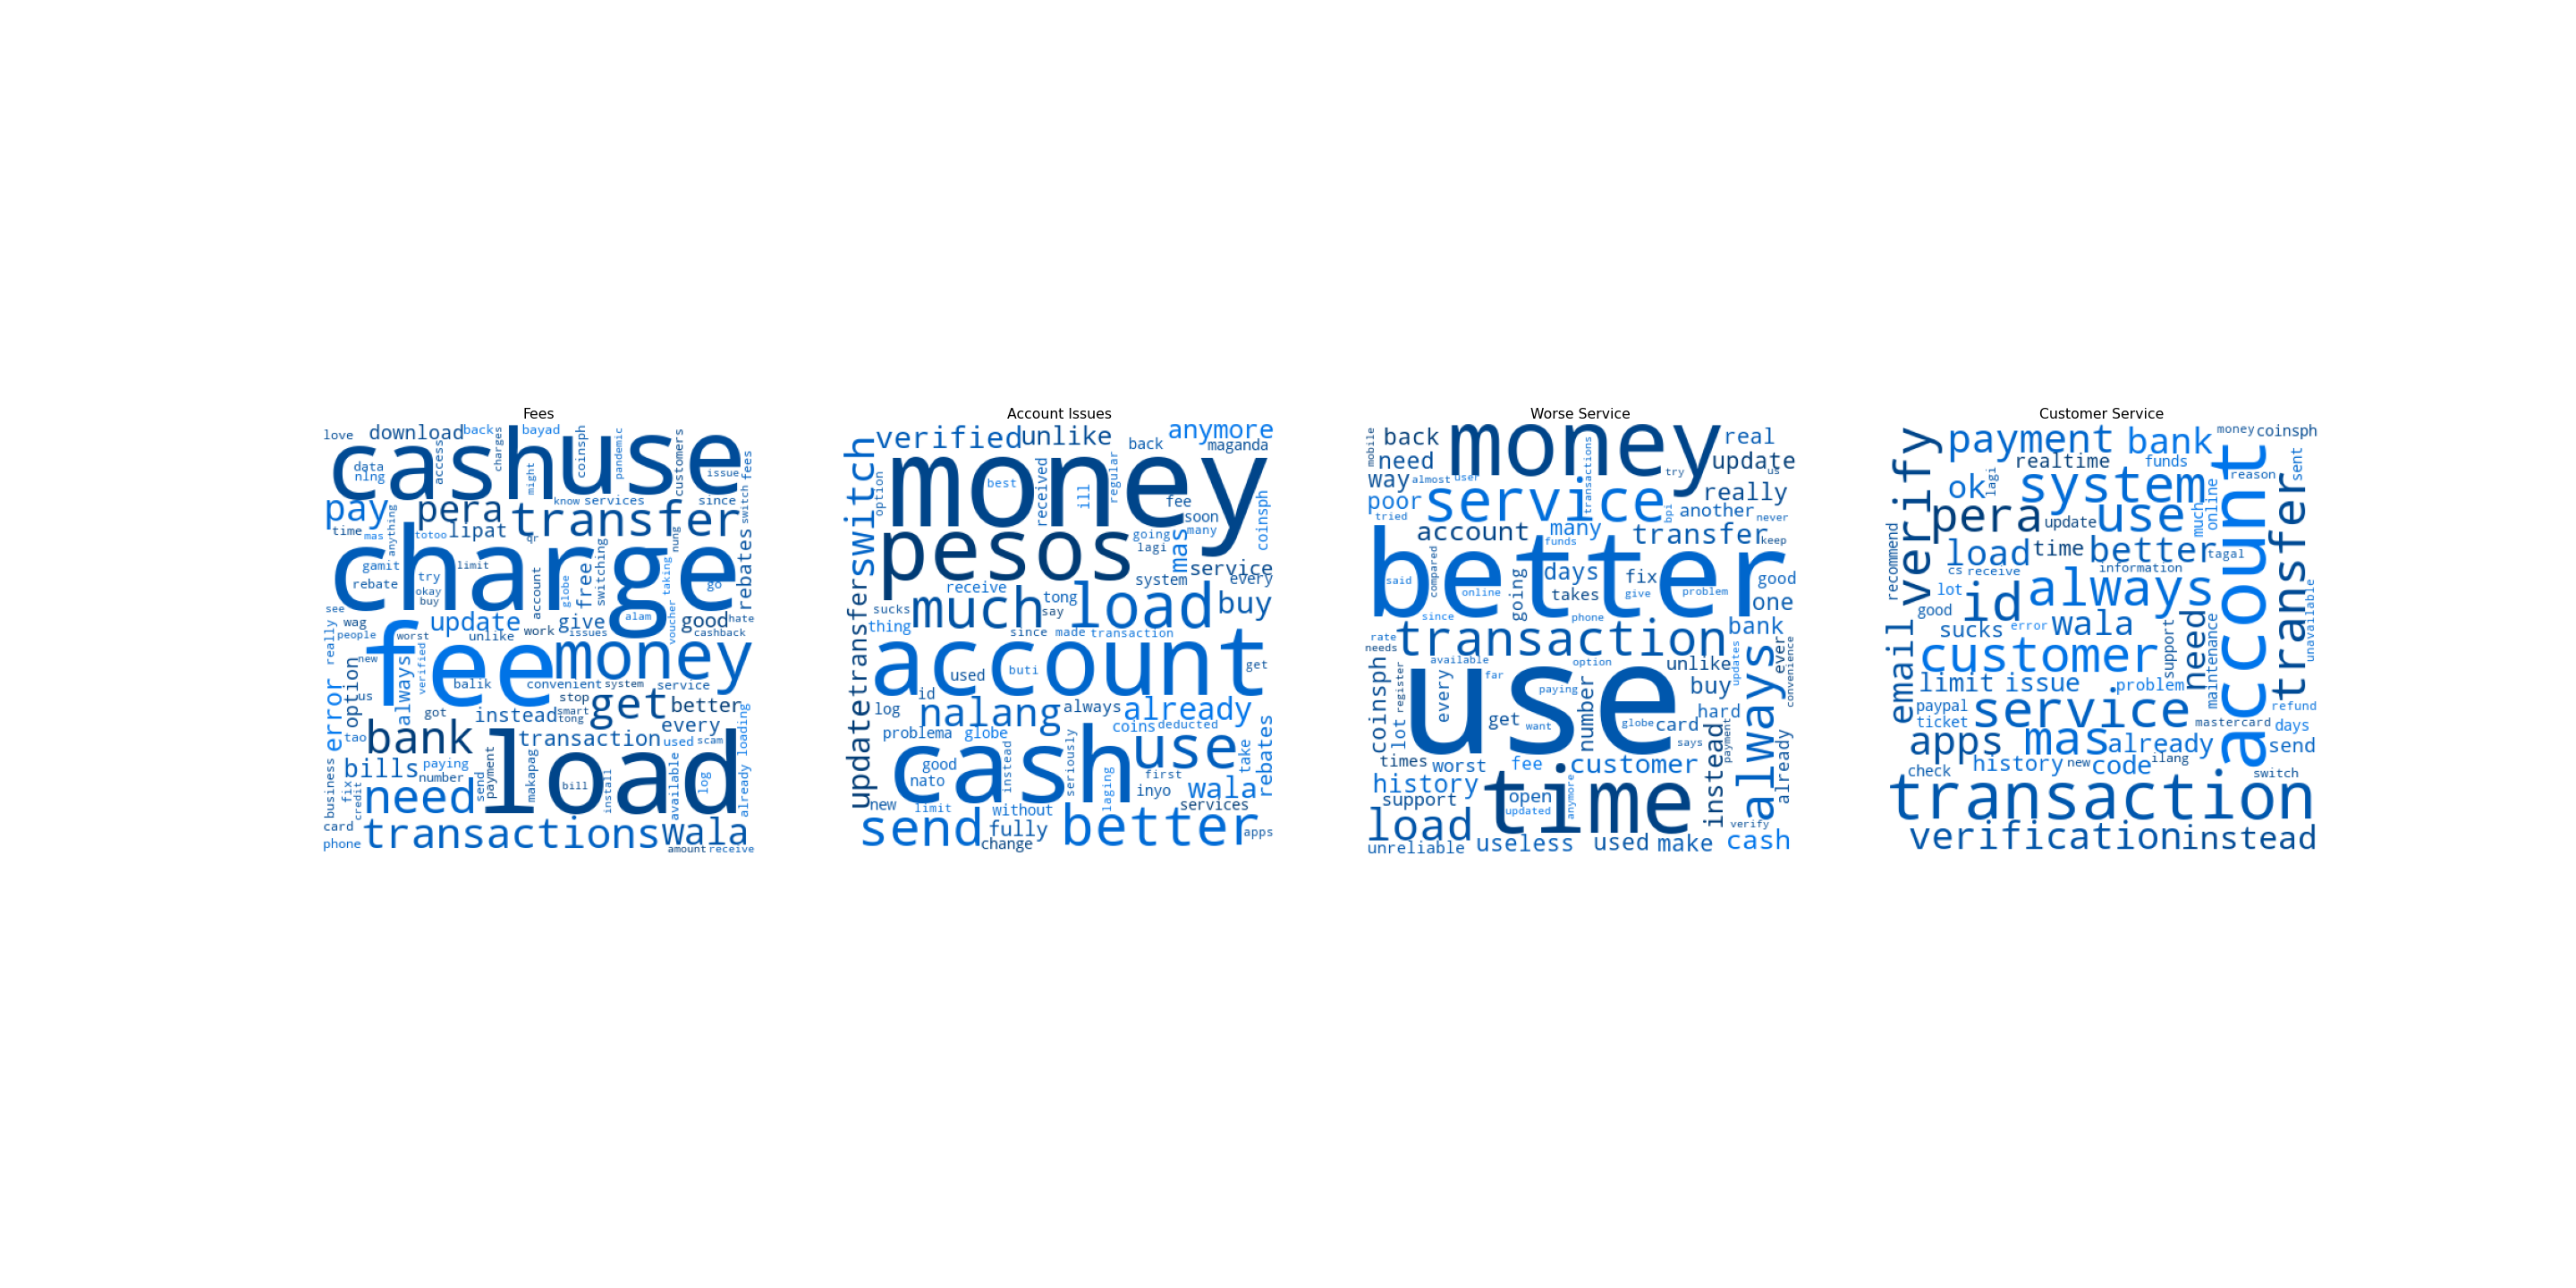 Fees
love download back bayad
cash use
charges coinsph pandemic customers
data nlng access might issue
know services since switch fees
pay pera transfer
time mas anything totoo lipat qr nung
charge
gamit limit
rebate try okay buy account globe free switching taking go rebates
see wag update give alam good hate
people worst unlike work issues voucher cashback
really new fee money
option always verified balik convenient system service
us got instead stop smart tong get better
error tao bank transaction every used scam
bills paying number send payment makapag load
business fix credit need bill install available log already loading
card transactions wala
phone amount receive
Account Issues
verified unlike back anymore
maganda
switch option money
best received ill regular fee soon many coinsph
pesos going lagi mas service
system every
receive
sucks much tong say load buy
update transfer thing since made transaction
account
used buti get
id
log nalang always already
problema globe coins deducted
cash use
good nato instead seriously laging first inyo wala take rebates
new limit without services
send fully better apps
change
Worse Service
mobile back money real
need transactions try update us
way almost user
poor service really
tried bpi another never
account many transfer keep
funds
better
said compared online going days takes fix give problem good one
since phone
rate transaction bank
needs
available option unlike
coinsph register every use far paying want get number globe card says buy hard updates ever convenience
lot
times worst fee customer
history time instead payment always already
support open updated anymore
load verify
unreliable useless used make cash
Customer Service
verify payment bank money coinsph
realtime funds reason
ok lagi system sent
pera update use much online
recommend load time better tagal
cs receive information
lot id always account transfer
good
sucks error wala
email customer support need maintenance unavailable
limit issue problem
paypal service mastercard refund
ticket days
apps mas already send
check history new code ilang switch
transaction
verification instead